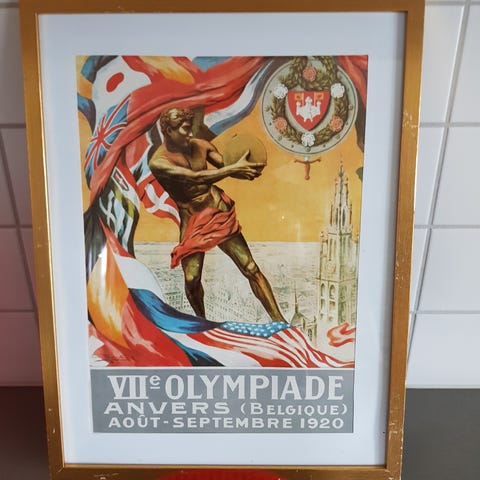 VIIe OLYMPIADE
ANVERS (BELGIQUE)
AOÛT-SEPTEMBRE 1920